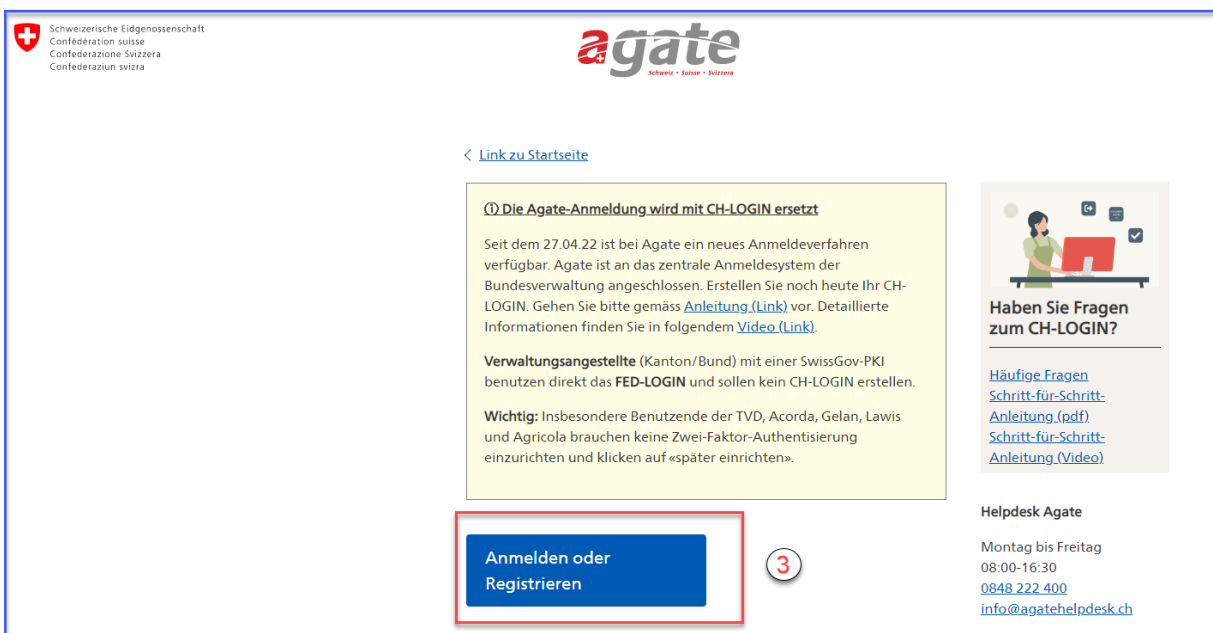 Schweizerische Eidgenossenschaft
Confédération suisse
Confederazione Svizzera
Confederaziun svizra
agate
Schweiz • Suisse • Svizzera
Link zu Startseite
Die Agate-Anmeldung wird mit CH-LOGIN ersetzt
Seit dem 27.04.22 ist bei Agate ein neues Anmeldeverfahren
verfügbar. Agate ist an das zentrale Anmeldesystem der
Bundesverwaltung angeschlossen. Erstellen Sie noch heute Ihr CH-
LOGIN. Gehen Sie bitte gemäss Anleitung (Link) vor. Detaillierte
Informationen finden Sie in folgendem Video (Link).
Verwaltungsangestellte (Kanton/Bund) mit einer SwissGov-PKI
benutzen direkt das FED-LOGIN und sollen kein CH-LOGIN erstellen.
Wichtig: Insbesondere Benutzende der TVD, Acorda, Gelan, Lawis
und Agricola brauchen keine Zwei-Faktor-Authentisierung
einzurichten und klicken auf «später einrichten».
Anmelden oder
Registrieren
3
Haben Sie Fragen
zum CH-LOGIN?
Häufige Fragen
Schritt-für-Schritt-
Anleitung (pdf)
Schritt-für-Schritt-
Anleitung (Video)
Helpdesk Agate
Montag bis Freitag
08:00-16:30
0848 222 400
info@agatehelpdesk.ch